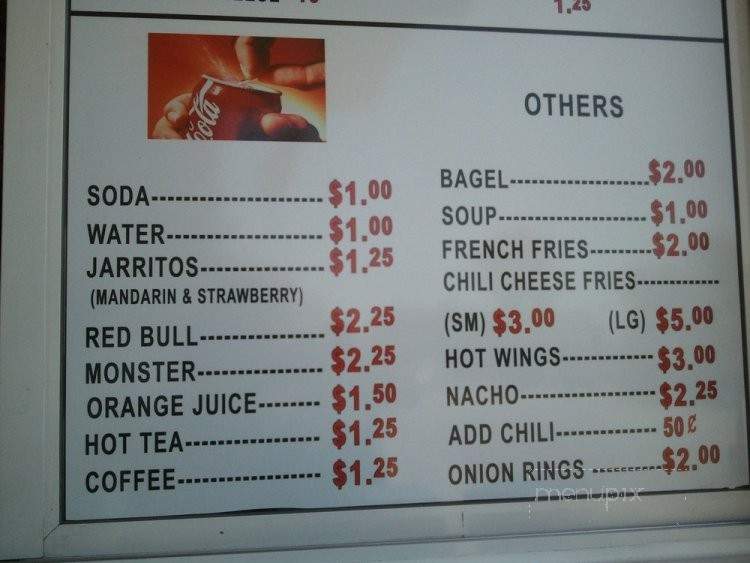 1.25
Cola
OTHERS
SODA---------------------- $1.00
WATER-------------------- $1.00
JARRITOS---------------- $1.25
(MANDARIN & STRAWBERRY)
RED BULL---------------- $2.25
MONSTER---------------- $2.25
ORANGE JUICE-------- $1.50
HOT TEA----------------- $1.25
COFFEE------------------ $1.25
BAGEL------------------$2.00
SOUP------------------- $1.00
FRENCH FRIES--------$2.00
CHILI CHEESE FRIES-----------
(SM) $3.00 (LG) $5.00
HOT WINGS------------ $3.00
NACHO-----------------$2.25
ADD CHILI------------- 50¢
ONION RINGS ---------$2.00
menupix